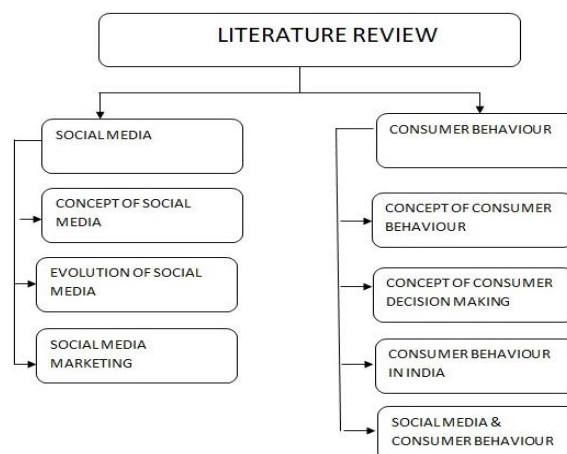 LITERATURE REVIEW
SOCIAL MEDIA
CONCEPT OF SOCIAL
MEDIA
EVOLUTION OF SOCIAL
MEDIA
SOCIAL MEDIA
MARKETING
CONSUMER BEHAVIOUR
CONCEPT OF CONSUMER
BEHAVIOUR
CONCEPT OF CONSUMER
DECISION MAKING
CONSUMER BEHAVIOUR
IN INDIA
SOCIAL MEDIA &
CONSUMER BEHAVIOUR